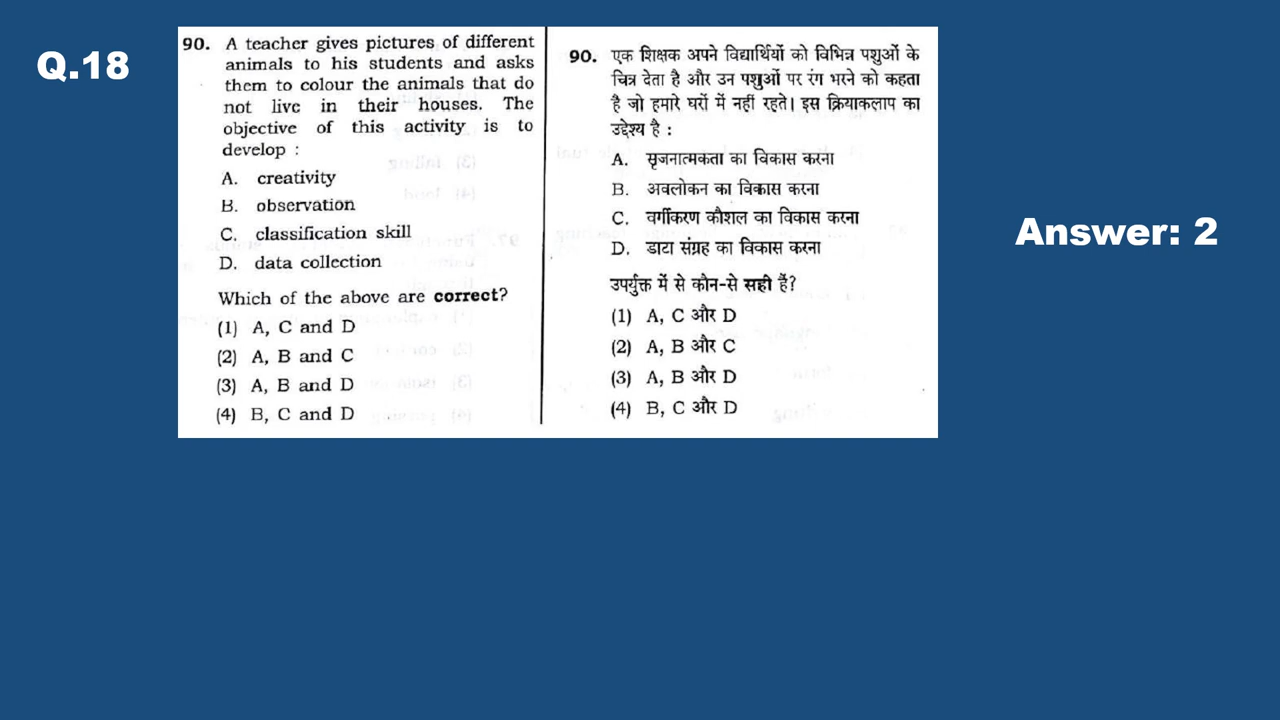 Q.18
90. A teacher gives pictures of different
animals to his students and asks
them to colour the animals that do
not live in their houses. The
objective of this activity is to
develop :
A. creativity
B. observation
C. classification skill
D. data collection
Which of the above are correct?
(1) A, C and D
(2) A, B and C
(3) A, B and D
(4) B, C and D
90. एक शिक्षक अपने विद्यार्थियों को विभिन्न पशुओं के
चित्र देता है और उन पशुओं पर रंग भरने को कहता
है जो हमारे घरों में नहीं रहते। इस क्रियाकलाप का
उद्देश्य है :
A. सृजनात्मकता का विकास करना
B. अवलोकन का विकास करना
C. वर्गीकरण कौशल का विकास करना
D. डाटा संग्रह का विकास करना
उपर्युक्त में से कौन-से सही हैं?
(1) A, C और D
(2) A, B और C
(3) A, B और D
(4) B, C और D
Answer: 2